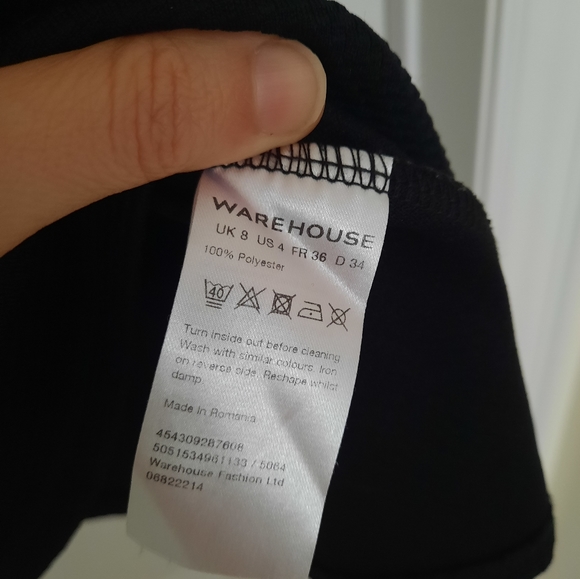 WAREHOUSE
UK 8 US 4 FR 36 D 34
100% Polyester
40
Turn inside out before cleaning
Wash with similar colours. Iron
on reverse side. Reshape whilst
damp.
Made in Romania
454309287608
5051534961133 / 5064
Warehouse Fashion Ltd
06822214